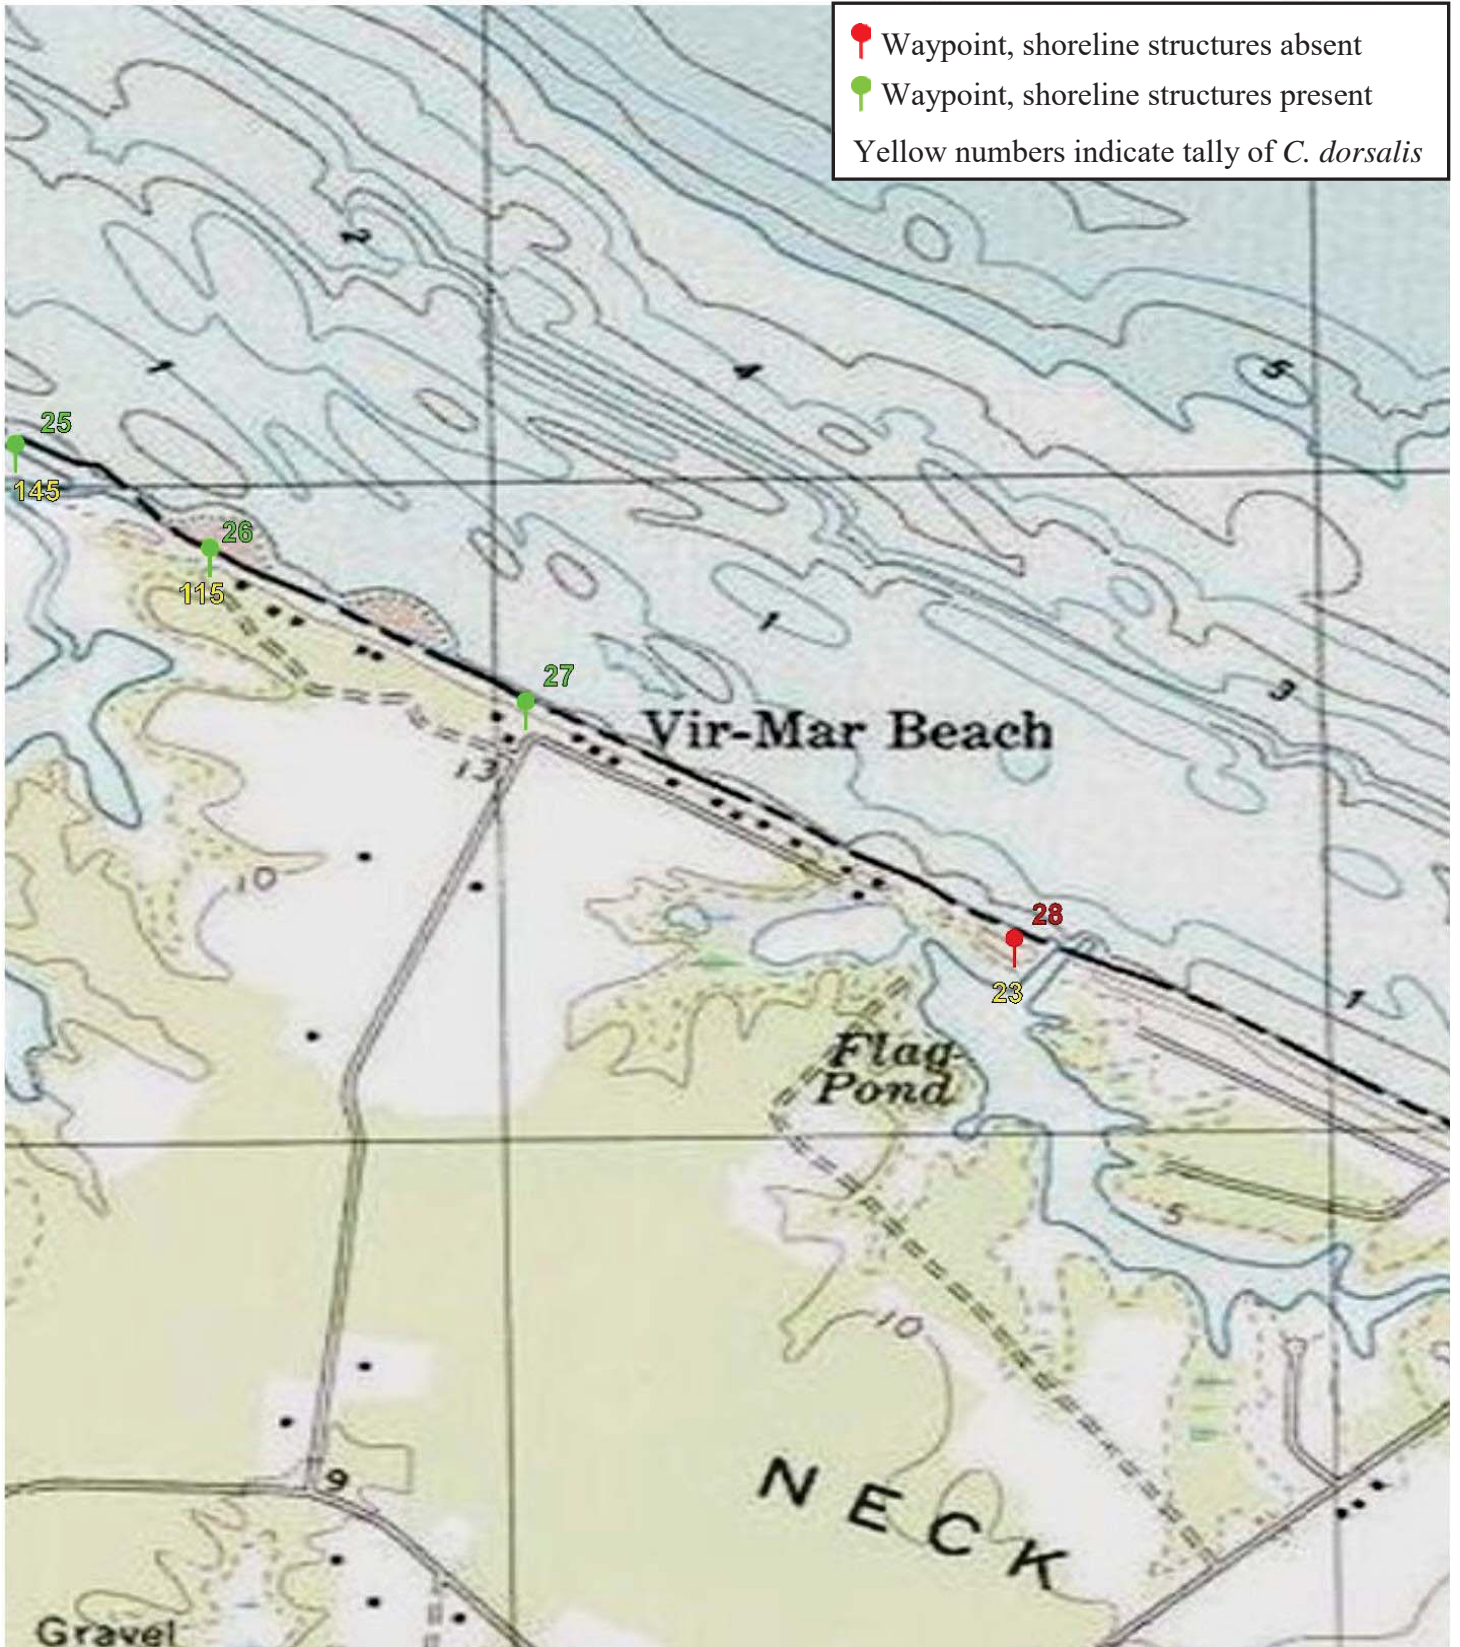 Waypoint, shoreline structures absent
Waypoint, shoreline structures present
Yellow numbers indicate tally of C. dorsalis
2
1
4
5
25
145
26
115
1
27
3
Vir-Mar Beach
13
10
28
23
1
Flag
Pond
5
10
9
NECK
Gravel